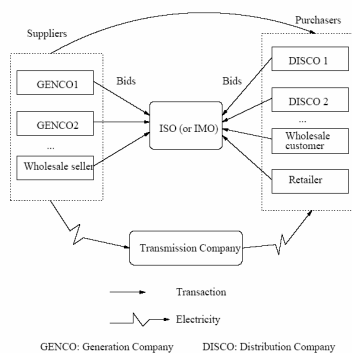 Suppliers
Purchasers
GENCO1
GENCO2
...
Wholesale seller
Bids
Bids
ISO (or IMO)
DISCO 1
DISCO 2
...
Wholesale
customer
Retailer
Transmission Company
Transaction
Electricity
GENCO: Generation Company DISCO: Distribution Company